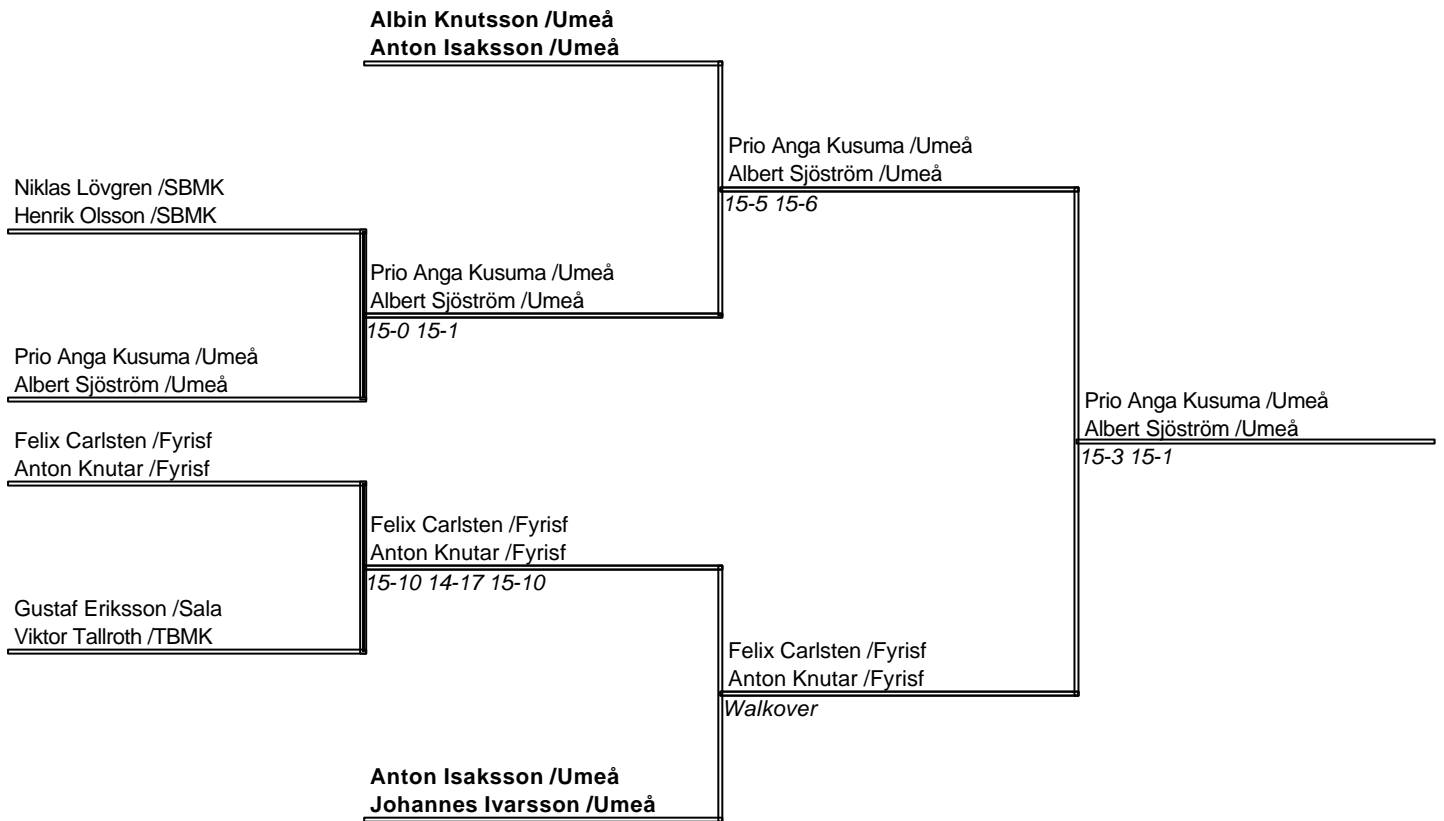 Albin Knutsson /Umeå
Anton Isaksson /Umeå
Prio Anga Kusuma /Umeå
Albert Sjöström /Umeå
15-5 15-6
Niklas Lövgren /SBMK
Henrik Olsson /SBMK
Prio Anga Kusuma /Umeå
Albert Sjöström /Umeå
15-0 15-1
Prio Anga Kusuma /Umeå
Albert Sjöström /Umeå
Prio Anga Kusuma /Umeå
Albert Sjöström /Umeå
15-3 15-1
Felix Carlsten /Fyrisf
Anton Knutar /Fyrisf
Felix Carlsten /Fyrisf
Anton Knutar /Fyrisf
15-10 14-17 15-10
Gustaf Eriksson /Sala
Viktor Tallroth /TBMK
Felix Carlsten /Fyrisf
Anton Knutar /Fyrisf
Walkover
Anton Isaksson /Umeå
Johannes Ivarsson /Umeå